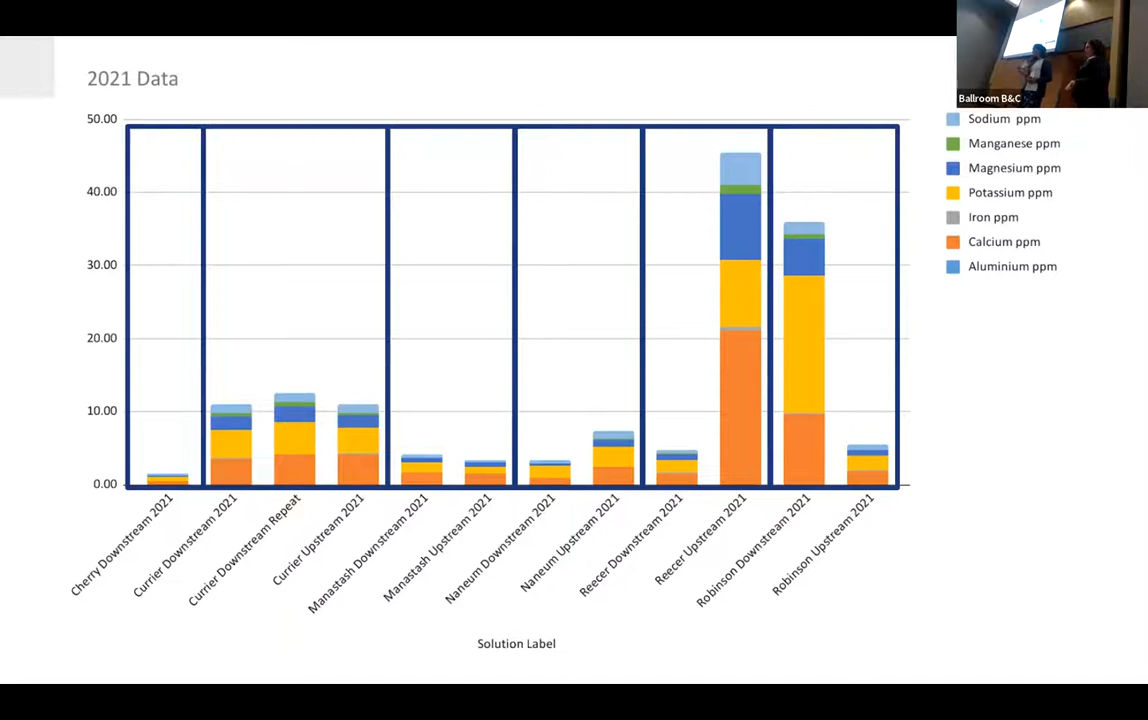 2021 Data
Ballroom B&C
50.00
40.00
30.00
20.00
10.00
0.00
Sodium ppm
Manganese ppm
Magnesium ppm
Potassium ppm
Iron ppm
Calcium ppm
Aluminium ppm
Cherry Downstream 2021
Currier Downstream 2021
Currier Downstream Repeat
Currier Upstream 2021
Manastash Downstream 2021
Manastash Upstream 2021
Naneum Downstream 2021
Naneum Upstream 2021
Reecer Downstream 2021
Reecer Upstream 2021
Robinson Downstream 2021
Robinson Upstream 2021
Solution Label